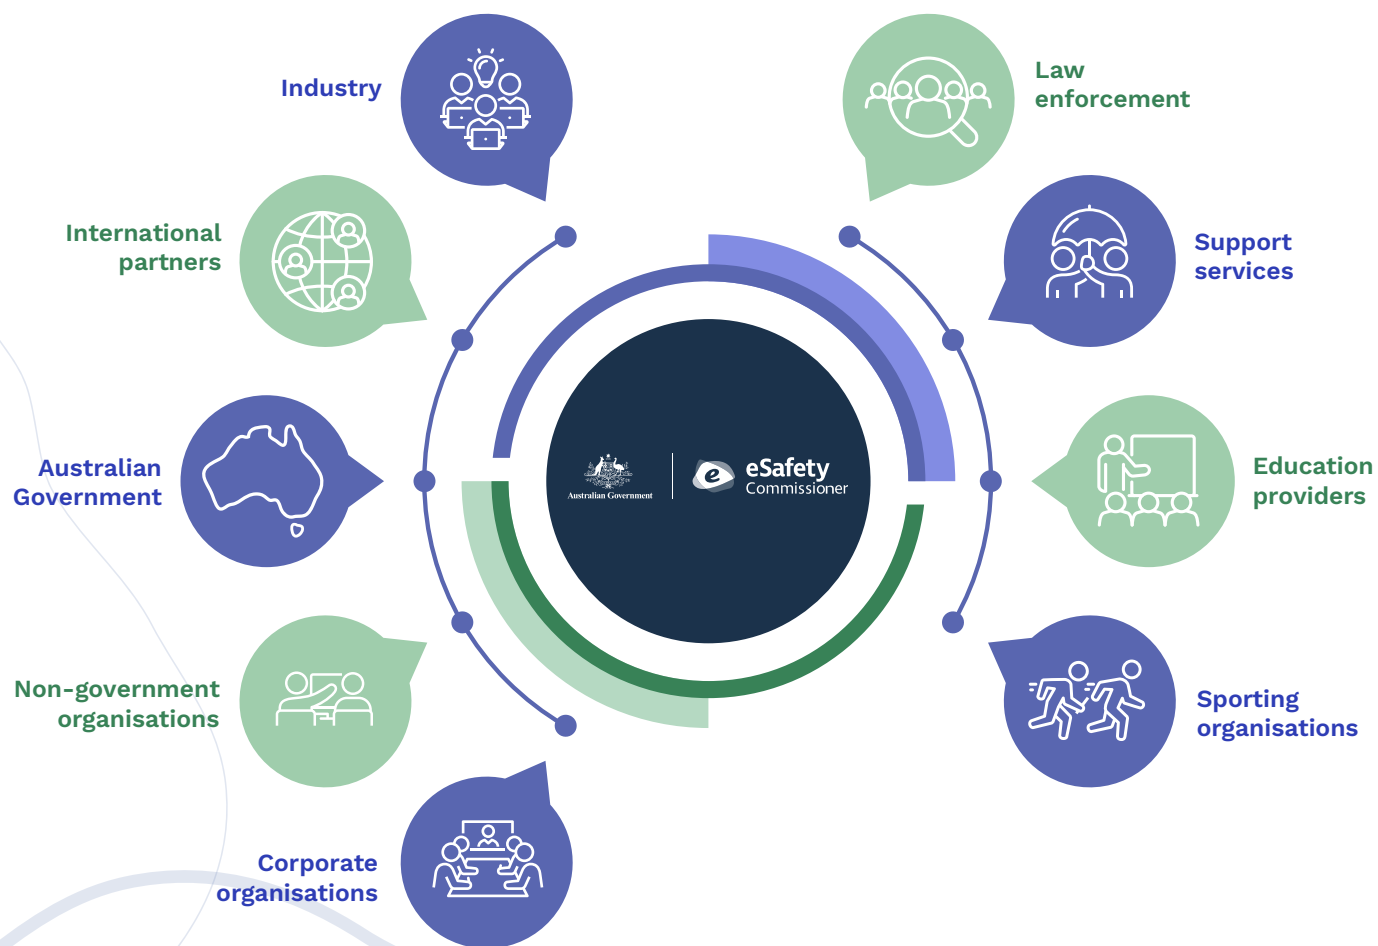 Industry
Law
enforcement
International
partners
Support
services
Australian Government
eSafety
Commissioner
Australian
Government
Education
providers
Non-government
organisations
Sporting
organisations
Corporate
organisations